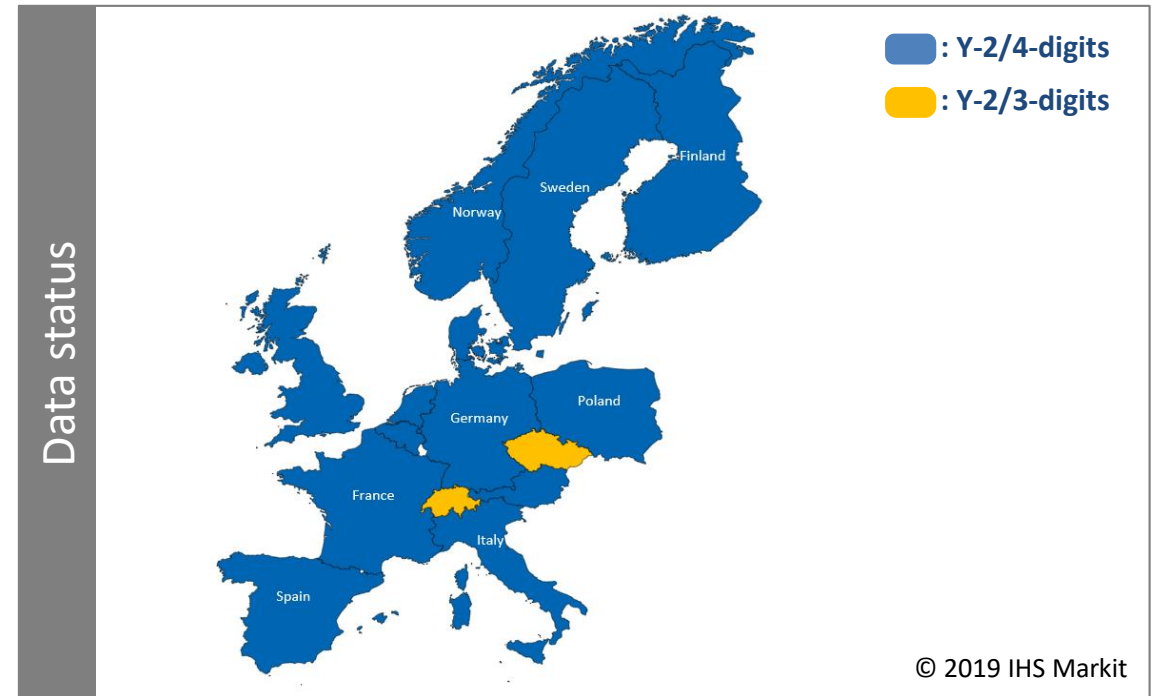 Data status
: Y-2/4-digits
: Y-2/3-digits
Finland
Sweden
Norway
Poland
Germany
France
Italy
Spain
© 2019 IHS Markit